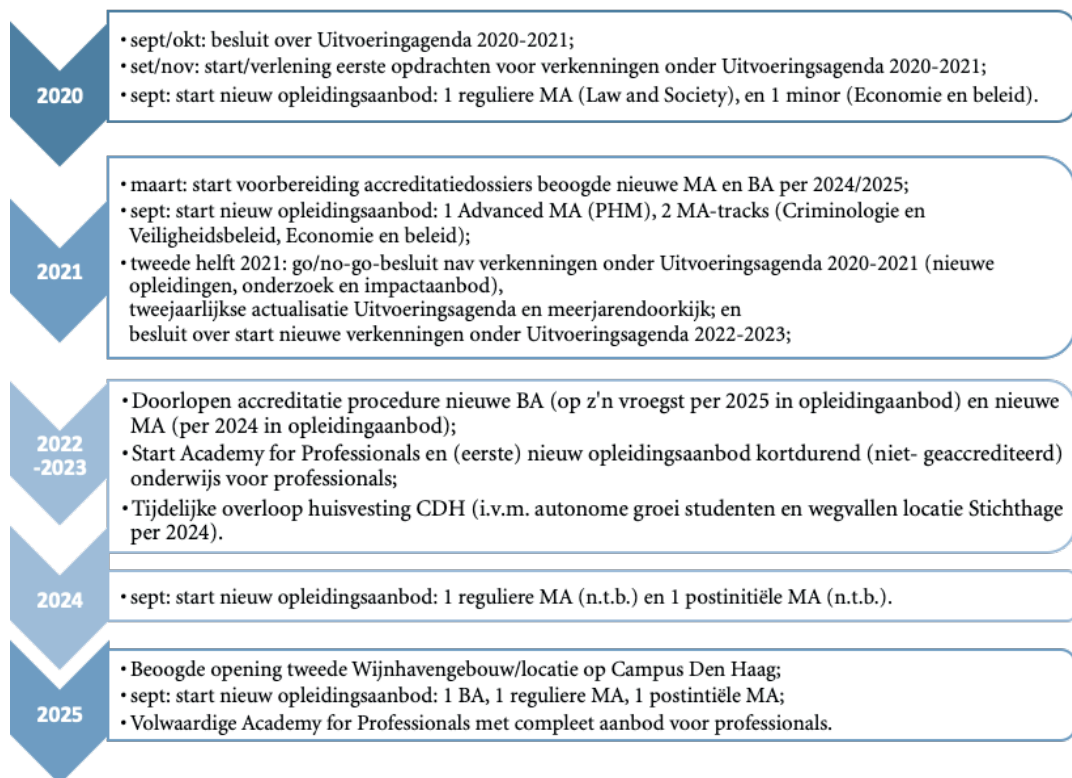 2020
• sept/okt: besluit over Uitvoeringagenda 2020-2021;
• set/nov: start/verlening eerste opdrachten voor verkenningen onder Uitvoeringsagenda 2020-2021;
• sept: start nieuw opleidingsaanbod: 1 reguliere MA (Law and Society), en 1 minor (Economie en beleid).
2021
• maart: start voorbereiding accreditatiedossiers beoogde nieuwe MA en BA per 2024/2025;
• sept: start nieuw opleidingsaanbod: 1 Advanced MA (PHM), 2 MA-tracks (Criminologie en
Veiligheidsbeleid, Economie en beleid);
• tweede helft 2021: go/no-go-besluit nav verkenningen onder Uitvoeringsagenda 2020-2021 (nieuwe
opleidingen, onderzoek en impactaanbod),
tweejaarlijkse actualisatie Uitvoeringsagenda en meerjarendoorkijk; en
besluit over start nieuwe verkenningen onder Uitvoeringsagenda 2022-2023;
2022
-2023
• Doorlopen accreditatie procedure nieuwe BA (op z'n vroegst per 2025 in opleidingaanbod) en nieuwe
MA (per 2024 in opleidingaanbod);
• Start Academy for Professionals en (eerste) nieuw opleidingsaanbod kortdurend (niet- geaccrediteerd)
onderwijs voor professionals;
• Tijdelijke overloop huisvesting CDH (i.v.m. autonome groei studenten en wegvallen locatie Stichthage
per 2024).
2024
• sept: start nieuw opleidingsaanbod: 1 reguliere MA (n.t.b.) en 1 postinitiële MA (n.t.b.).
2025
• Beoogde opening tweede Wijnhavengebouw/locatie op Campus Den Haag;
• sept: start nieuw opleidingsaanbod: 1 BA, 1 reguliere MA, 1 postintiële MA;
• Volwaardige Academy for Professionals met compleet aanbod voor professionals.